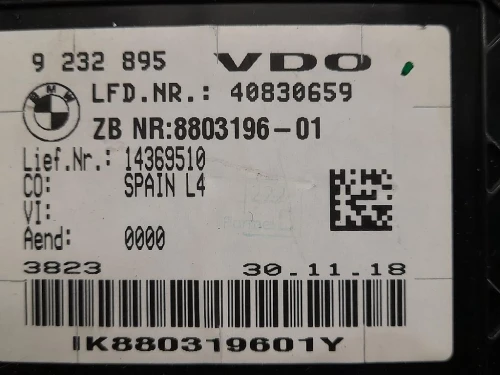 9 232 895 VDO
BMW
LFD.NR.: 40830659
ZB NR:8803196-01
Lief.Nr.: 14369510
CO: SPAIN L4
VI:
Aend: 0000
3823 30.11.18
K880319601Y